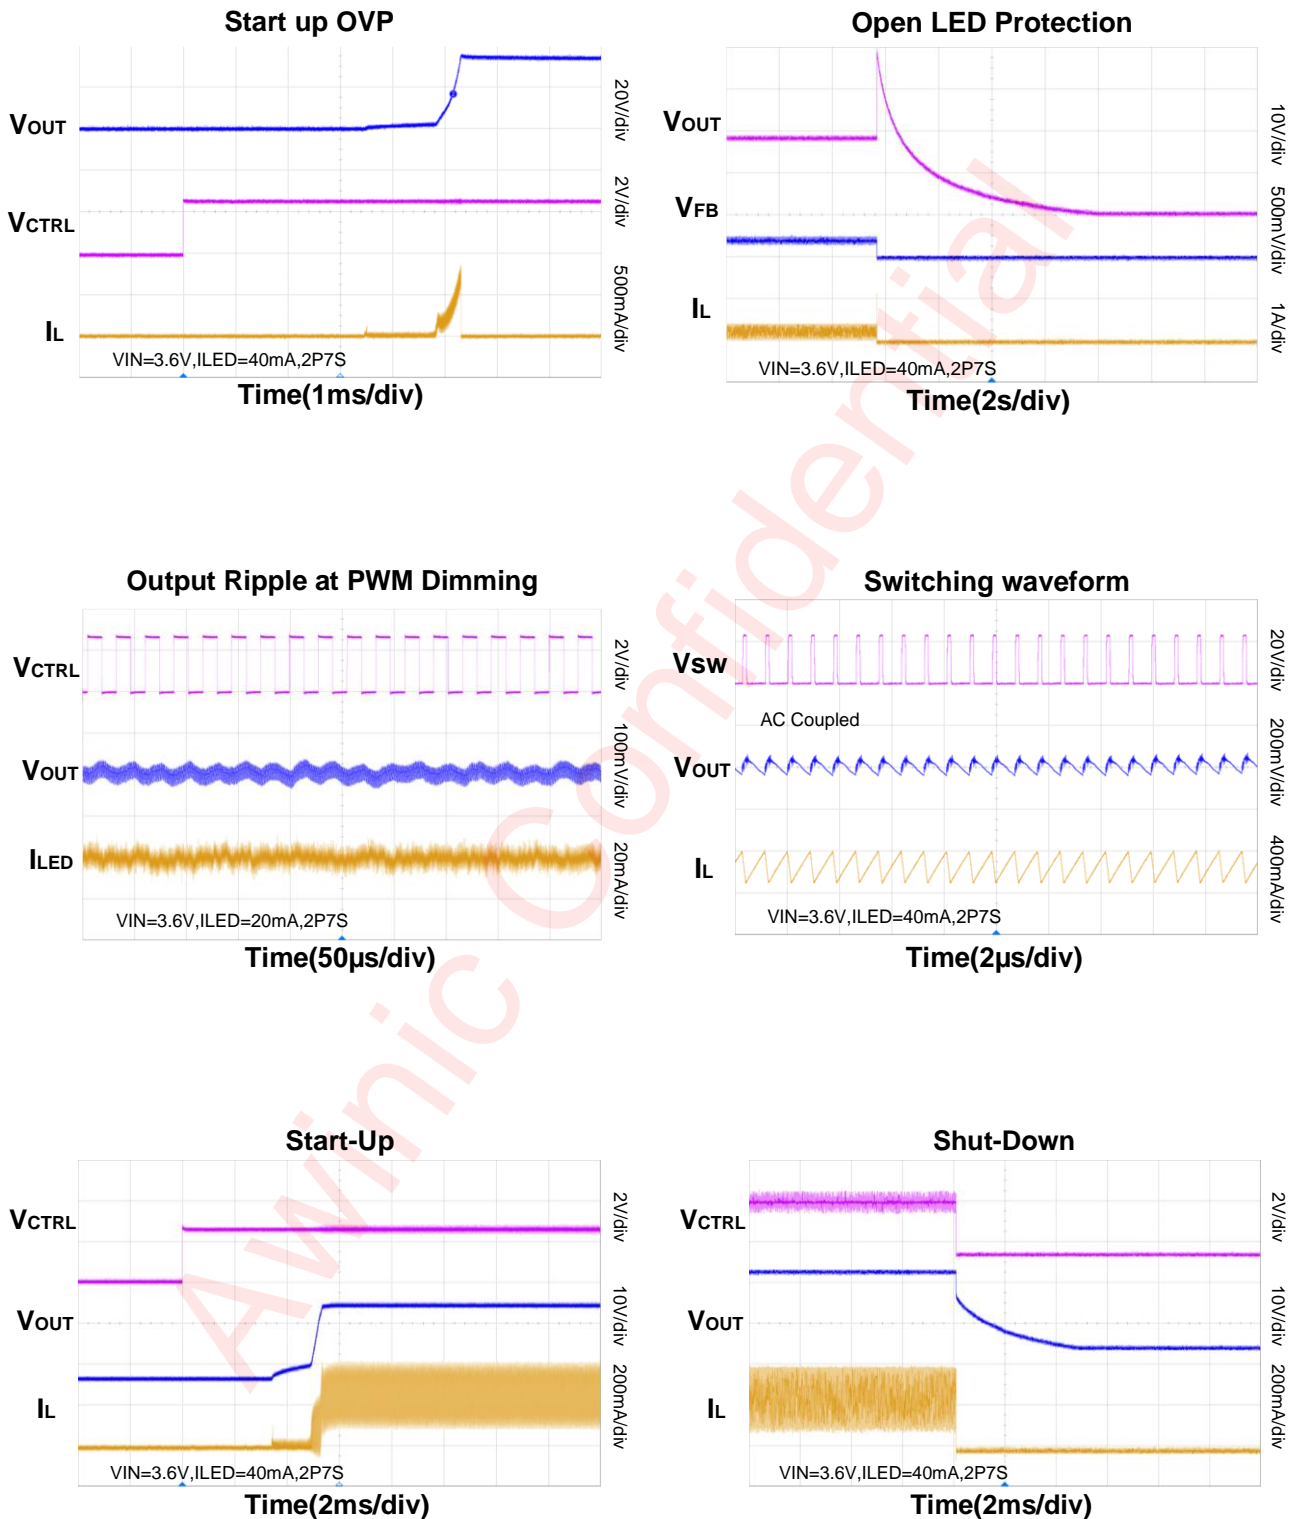 Start up OVP
VOUT
VCTRL
IL
20V/div
2V/div
500mA/div
VIN=3.6V,ILED=40mA,2P7S
Time(1ms/div)
Open LED Protection
VOUT
VFB
IL
10V/div
500mV/div
1A/div
VIN=3.6V,ILED=40mA,2P7S
Time(2s/div)
Output Ripple at PWM Dimming
VCTRL
VOUT
ILED
2V/div
100mV/div
20mA/div
VIN=3.6V,ILED=20mA,2P7S
Time(50µs/div)
Switching waveform
VSW
AC Coupled
VOUT
IL
20V/div
200mV/div
400mA/div
VIN=3.6V,ILED=40mA,2P7S
Time(2µs/div)
Start-Up
VCTRL
VOUT
IL
2V/div
10V/div
200mA/div
VIN=3.6V,ILED=40mA,2P7S
Time(2ms/div)
Shut-Down
VCTRL
VOUT
IL
2V/div
10V/div
200mA/div
VIN=3.6V,ILED=40mA,2P7S
Time(2ms/div)
Awinic Confidential